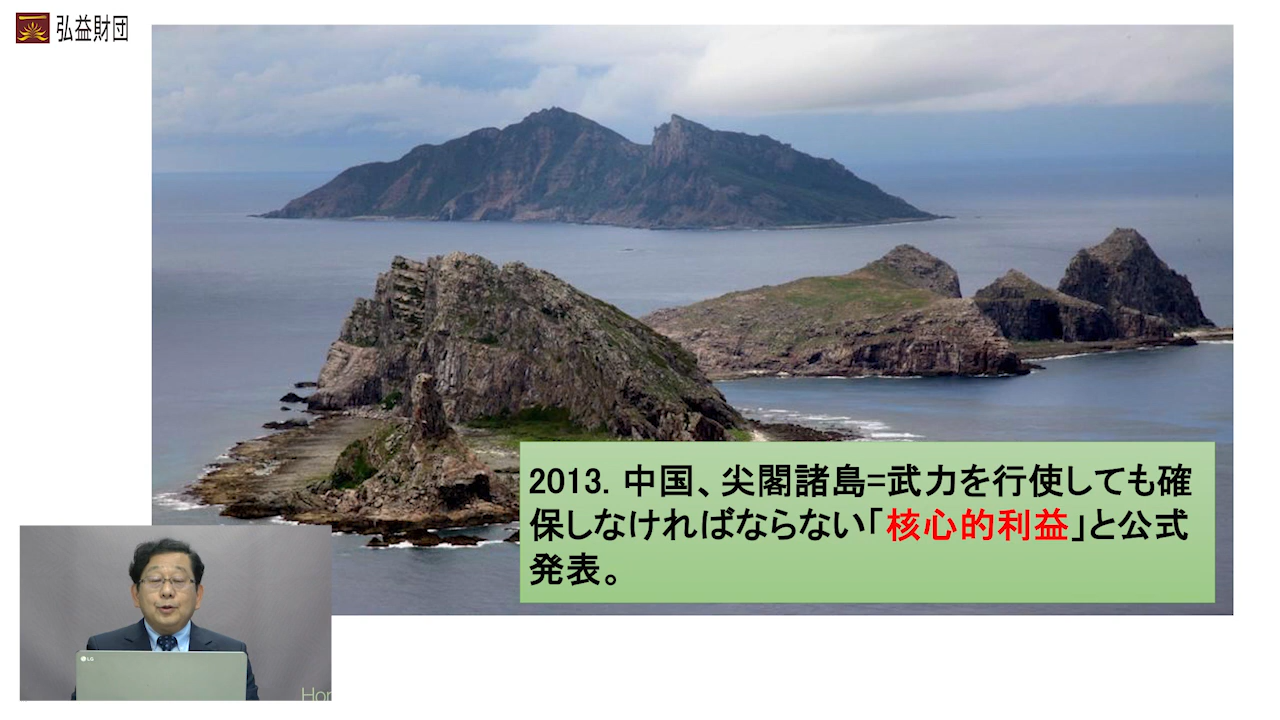 弘益財団
2013. 中国、尖閣諸島=武力を行使しても確
保しなければならない「核心的利益」と公式
発表。
LG
Hor